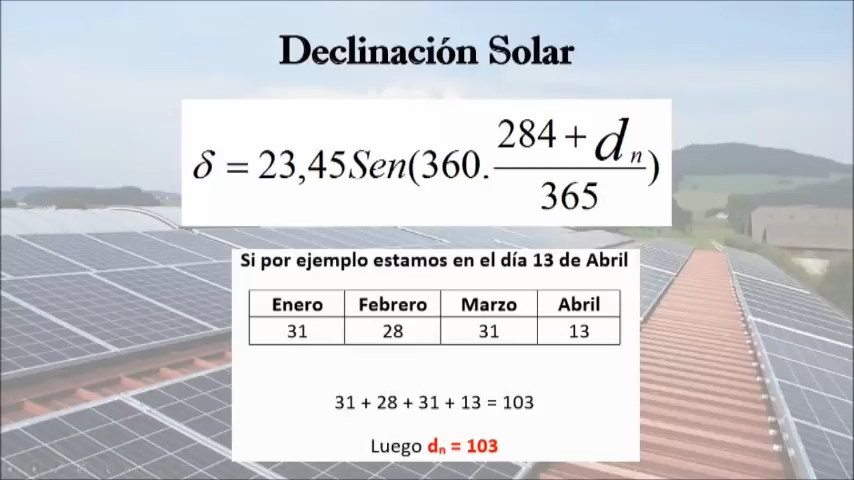 Declinación Solar
δ = 23,45Sen(360.(284 + dₙ)/365)
Si por ejemplo estamos en el día 13 de Abril
Enero Febrero Marzo Abril
31 28 31 13
31 + 28 + 31 + 13 = 103
Luego dₙ = 103